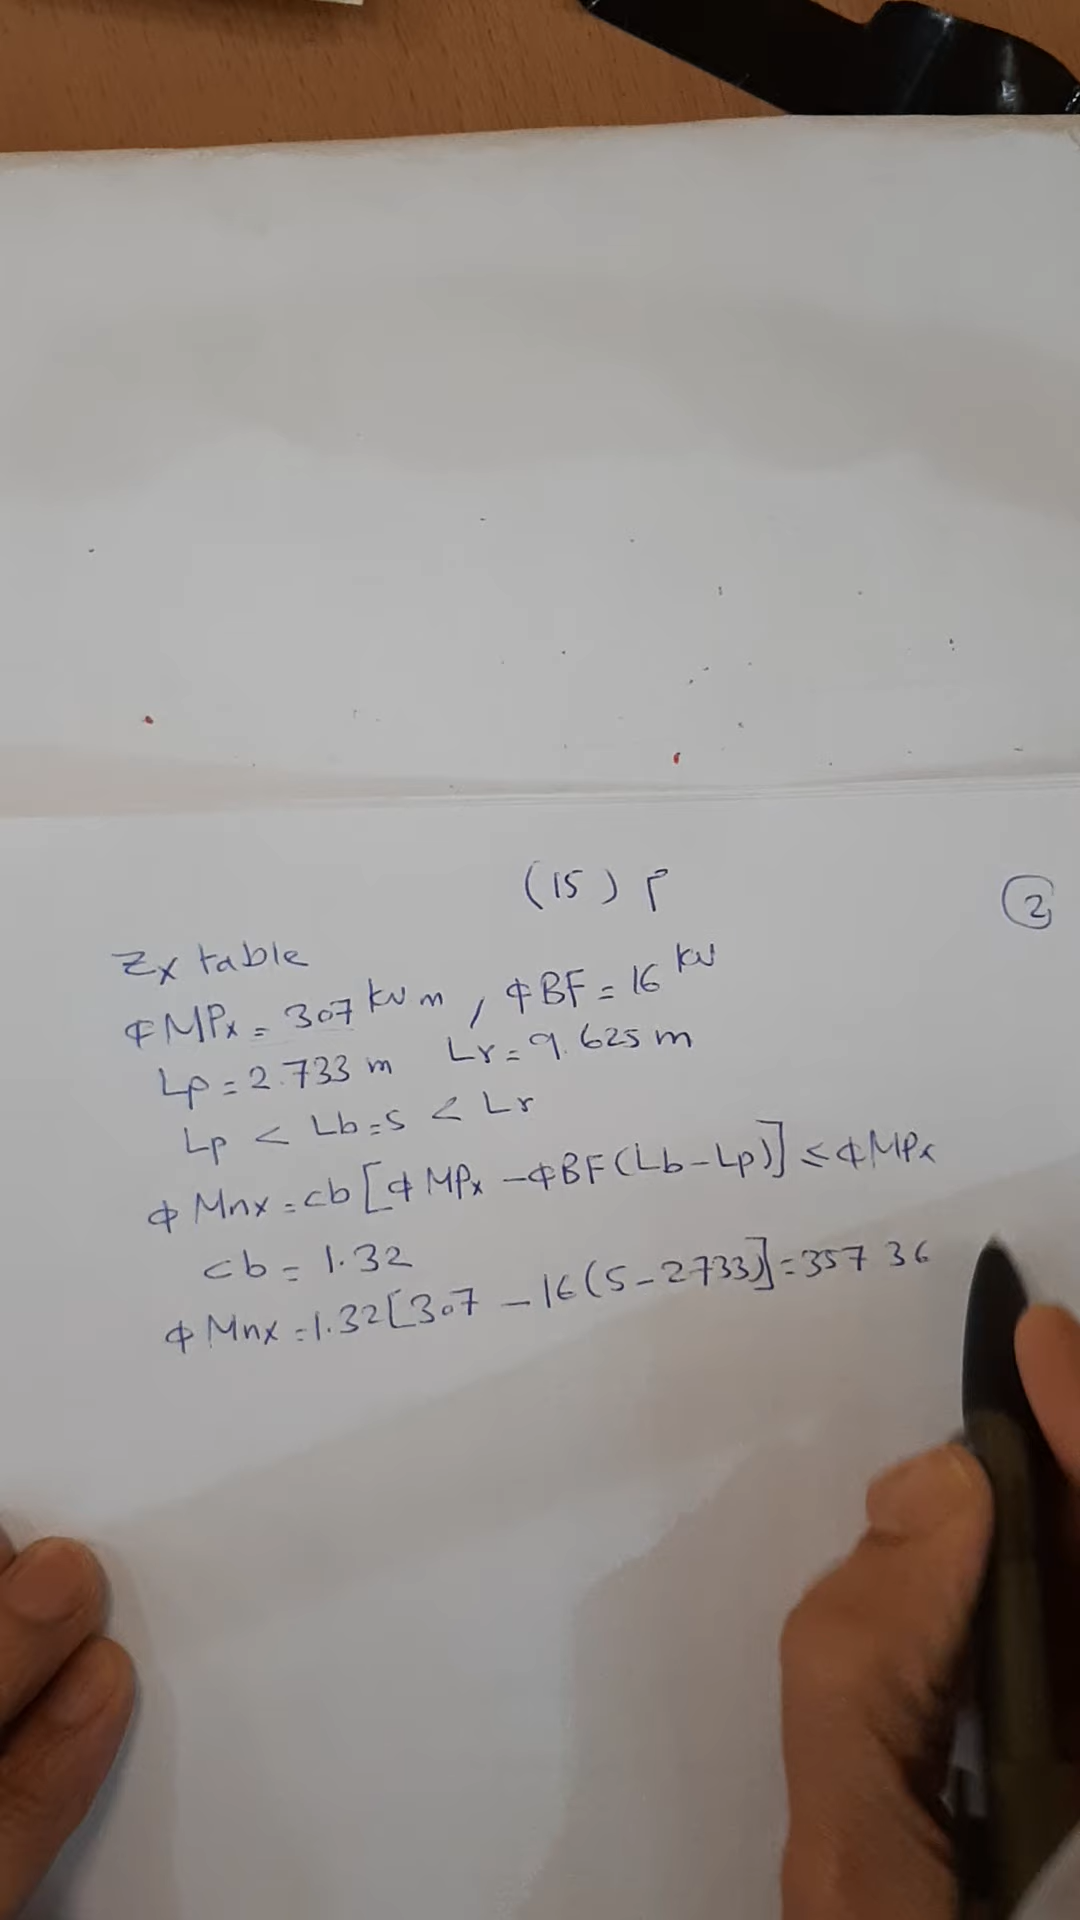 (15) م
②
Zx table
ϕMPx = 307 kN m , ϕBF = 16 kN
Lp = 2.733 m Lr = 9.625 m
Lp < Lb = 5 < Lr
ϕ Mnx = cb [ϕ MPx - ϕBF (Lb - Lp)] ≤ ϕMPx
cb = 1.32
ϕ Mnx = 1.32 [307 - 16 (5 - 2733)] = 357 36